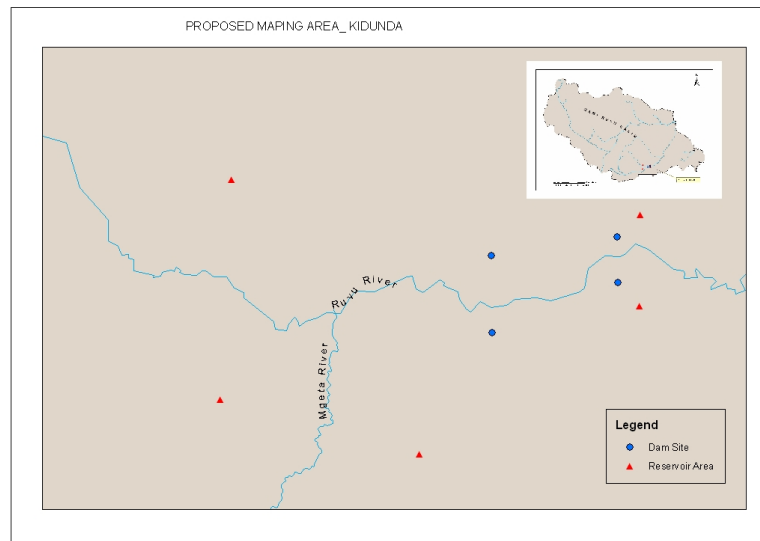 PROPOSED MAPING AREA_ KIDUNDA
Ruvu River
Mgeta River
Legend
Dam Site
Reservoir Area